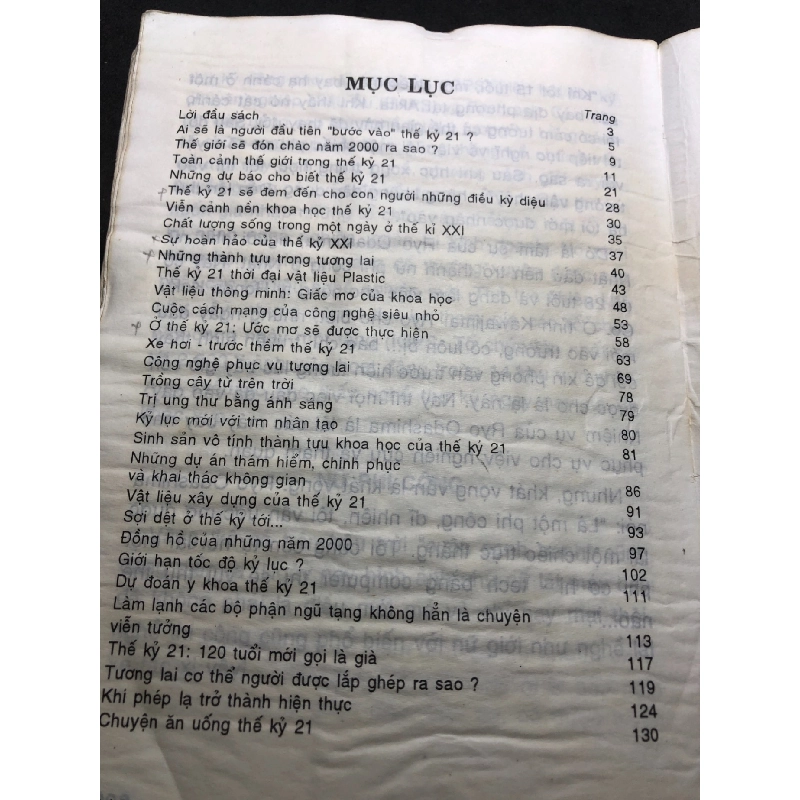 MỤC LỤC
Trang
Lời đầu sách 3
Ai sẽ là người đầu tiên "bước vào" thế kỷ 21 ? 5
Thế giới sẽ đón chào năm 2000 ra sao ? 9
Toàn cảnh thế giới trong thế kỷ 21 11
Những dự báo cho biết thế kỷ 21 21
Thế kỷ 21 sẽ đem đến cho con người những điều kỳ diệu 28
Viễn cảnh nền khoa học thế kỷ 21 30
Chất lượng sống trong một ngày ở thế kỉ XXI 35
Sự hoàn hảo của thế kỷ XXI 37
Những thành tựu trong tương lai 40
Thế kỷ 21 thời đại vật liệu Plastic 43
Vật liệu thông minh: Giấc mơ của khoa học 48
Cuộc cách mạng của công nghệ siêu nhỏ 53
Ở thế kỷ 21: Ước mơ sẽ được thực hiện 58
Xe hơi - trước thềm thế kỷ 21 63
Công nghệ phục vụ tương lai 69
Trồng cây từ trên trời 78
Trị ung thư bằng ánh sáng 79
Kỷ lục mới với tim nhân tạo 80
Sinh sản vô tính thành tựu khoa học của thế kỷ 21 81
Những dự án thám hiểm, chinh phục
và khai thác không gian 86
Vật liệu xây dựng của thế kỷ 21 91
Sợi dệt ở thế kỷ tới... 93
Đồng hồ của những năm 2000 97
Giới hạn tốc độ kỷ lục ? 102
Dự đoán y khoa thế kỷ 21 111
Làm lạnh các bộ phận ngũ tạng không hẳn là chuyện
viễn tưởng 113
Thế kỷ 21: 120 tuổi mới gọi là già 117
Tương lai cơ thể người được lắp ghép ra sao ? 119
Khi phép lạ trở thành hiện thực 124
Chuyện ăn uống thế kỷ 21 130